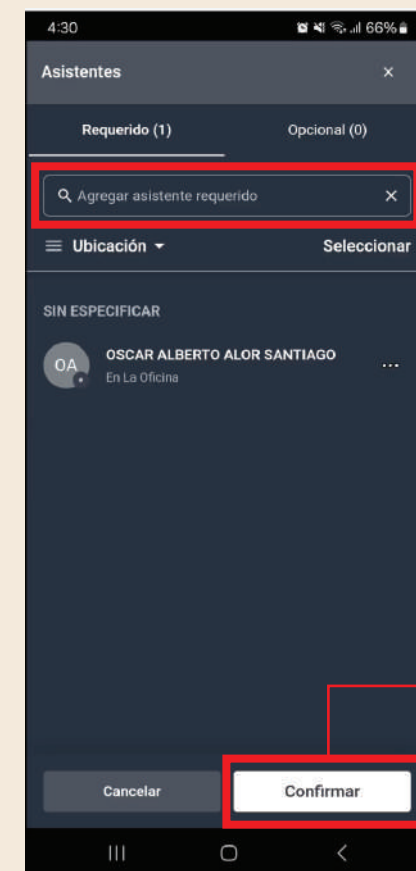 4:30 66%
Asistentes
Requerido (1) Opcional (0)
Agregar asistente requerido
Ubicación Seleccionar
SIN ESPECIFICAR
OA OSCAR ALBERTO ALOR SANTIAGO
En La Oficina
Cancelar Confirmar